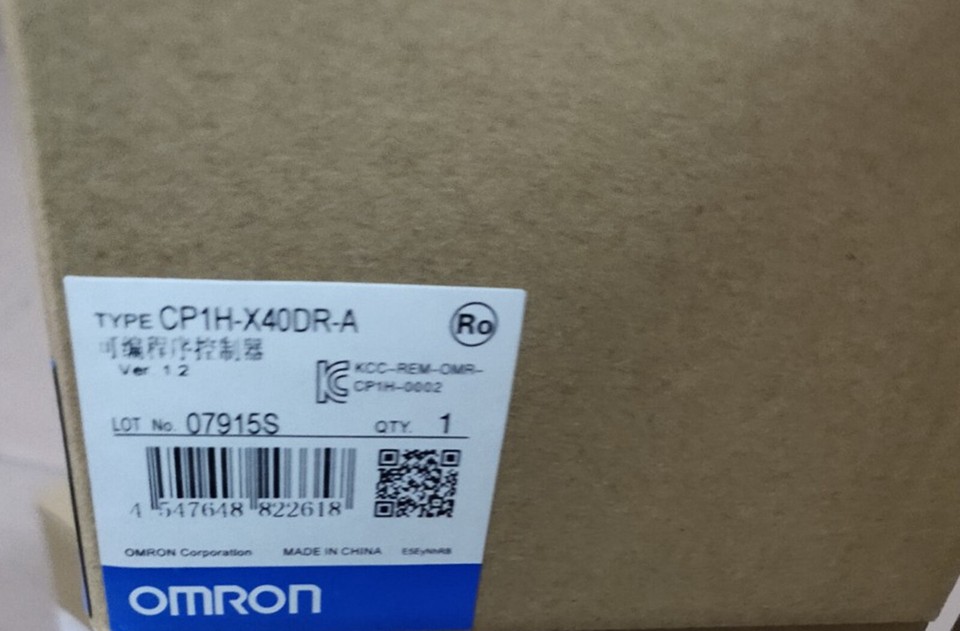 TYPE CP1H-X40DR-A
Ro
可编程序控制器
Ver 1.2
KCC-REM-OMR-
CP1H-0002
LOT No. 07915S QTY. 1
4 547648 822618
OMRON Corporation MADE IN CHINA
OMRON